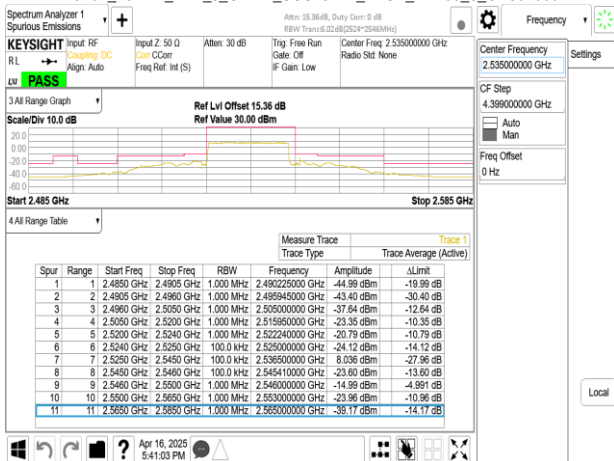 Spectrum Analyzer 1
Spurious Emissions
Attn: 15.36dB, Duty Corr: 0 dB
RBW Trans:6.02dB(2524~2546MHz)
Frequency
Settings
KEYSIGHT
Input: RF
Input Z: 50 Ω
Atten: 30 dB
Trig: Free Run
Center Freq: 2.535000000 GHz
RL
Coupling: DC
Corr CCorr
Gate: Off
Radio Std: None
Align: Auto
Freq Ref: Int (S)
IF Gain: Low
LXI
PASS
Center Frequency
2.535000000 GHz
CF Step
4.399000000 GHz
Auto
Man
Freq Offset
0 Hz
Local
3 All Range Graph
Ref Lvl Offset 15.36 dB
Scale/Div 10.0 dB
Ref Value 30.00 dBm
20.0
0.00
-20.0
-40.0
-60.0
Start 2.485 GHz
Stop 2.585 GHz
4 All Range Table
Measure Trace Trace 1
Trace Type Trace Average (Active)
Spur Range Start Freq Stop Freq RBW Frequency Amplitude ΔLimit
1 1 2.4850 GHz 2.4905 GHz 1.000 MHz 2.490225000 GHz -44.99 dBm -19.99 dB
2 2 2.4905 GHz 2.4960 GHz 1.000 MHz 2.495945000 GHz -43.40 dBm -30.40 dB
3 3 2.4960 GHz 2.5050 GHz 1.000 MHz 2.505000000 GHz -37.64 dBm -12.64 dB
4 4 2.5050 GHz 2.5200 GHz 1.000 MHz 2.515950000 GHz -23.35 dBm -10.35 dB
5 5 2.5200 GHz 2.5240 GHz 1.000 MHz 2.522240000 GHz -20.79 dBm -10.79 dB
6 6 2.5240 GHz 2.5250 GHz 100.0 kHz 2.525000000 GHz -24.12 dBm -14.12 dB
7 7 2.5250 GHz 2.5450 GHz 100.0 kHz 2.536500000 GHz 8.036 dBm -27.96 dB
8 8 2.5450 GHz 2.5460 GHz 100.0 kHz 2.545410000 GHz -23.60 dBm -13.60 dB
9 9 2.5460 GHz 2.5500 GHz 1.000 MHz 2.546000000 GHz -14.99 dBm -4.991 dB
10 10 2.5500 GHz 2.5650 GHz 1.000 MHz 2.553000000 GHz -23.96 dBm -10.96 dB
11 11 2.5650 GHz 2.5850 GHz 1.000 MHz 2.565000000 GHz -39.17 dBm -14.17 dB
Apr 16, 2025
5:41:03 PM